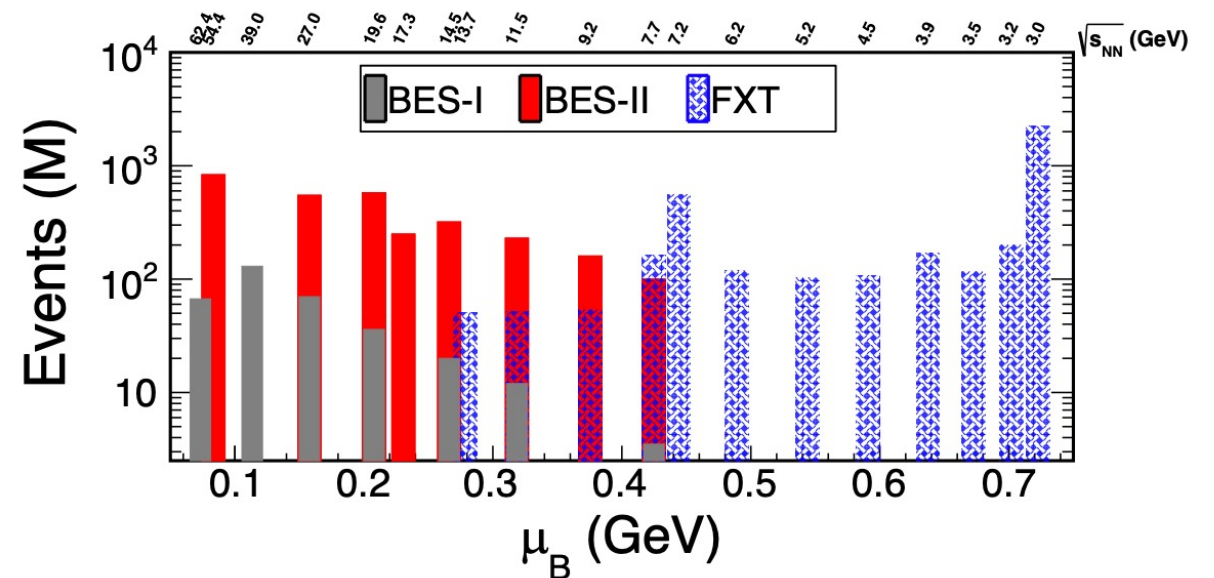 62.4 54.4 39.0 27.0 19.6 17.3 14.5 13.7 11.5 9.2 7.7 7.2 6.2 5.2 4.5 3.9 3.5 3.2 3.0 √sNN (GeV)
10⁴
BES-I BES-II FXT
10³
10²
10
Events (M)
0.1 0.2 0.3 0.4 0.5 0.6 0.7
μB (GeV)